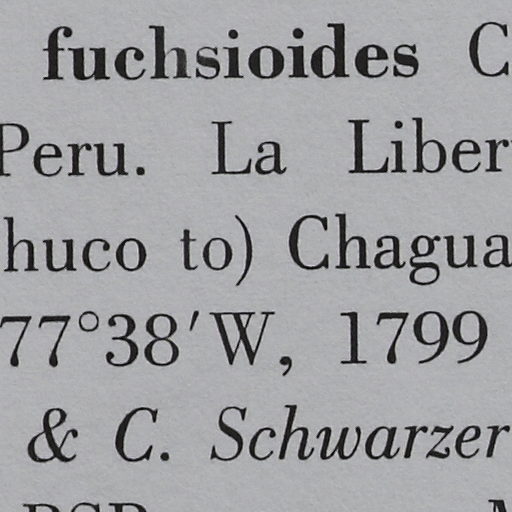 fuchsioides C
Peru. La Liber
huco to) Chagua
77°38′W, 1799
& C. Schwarzer